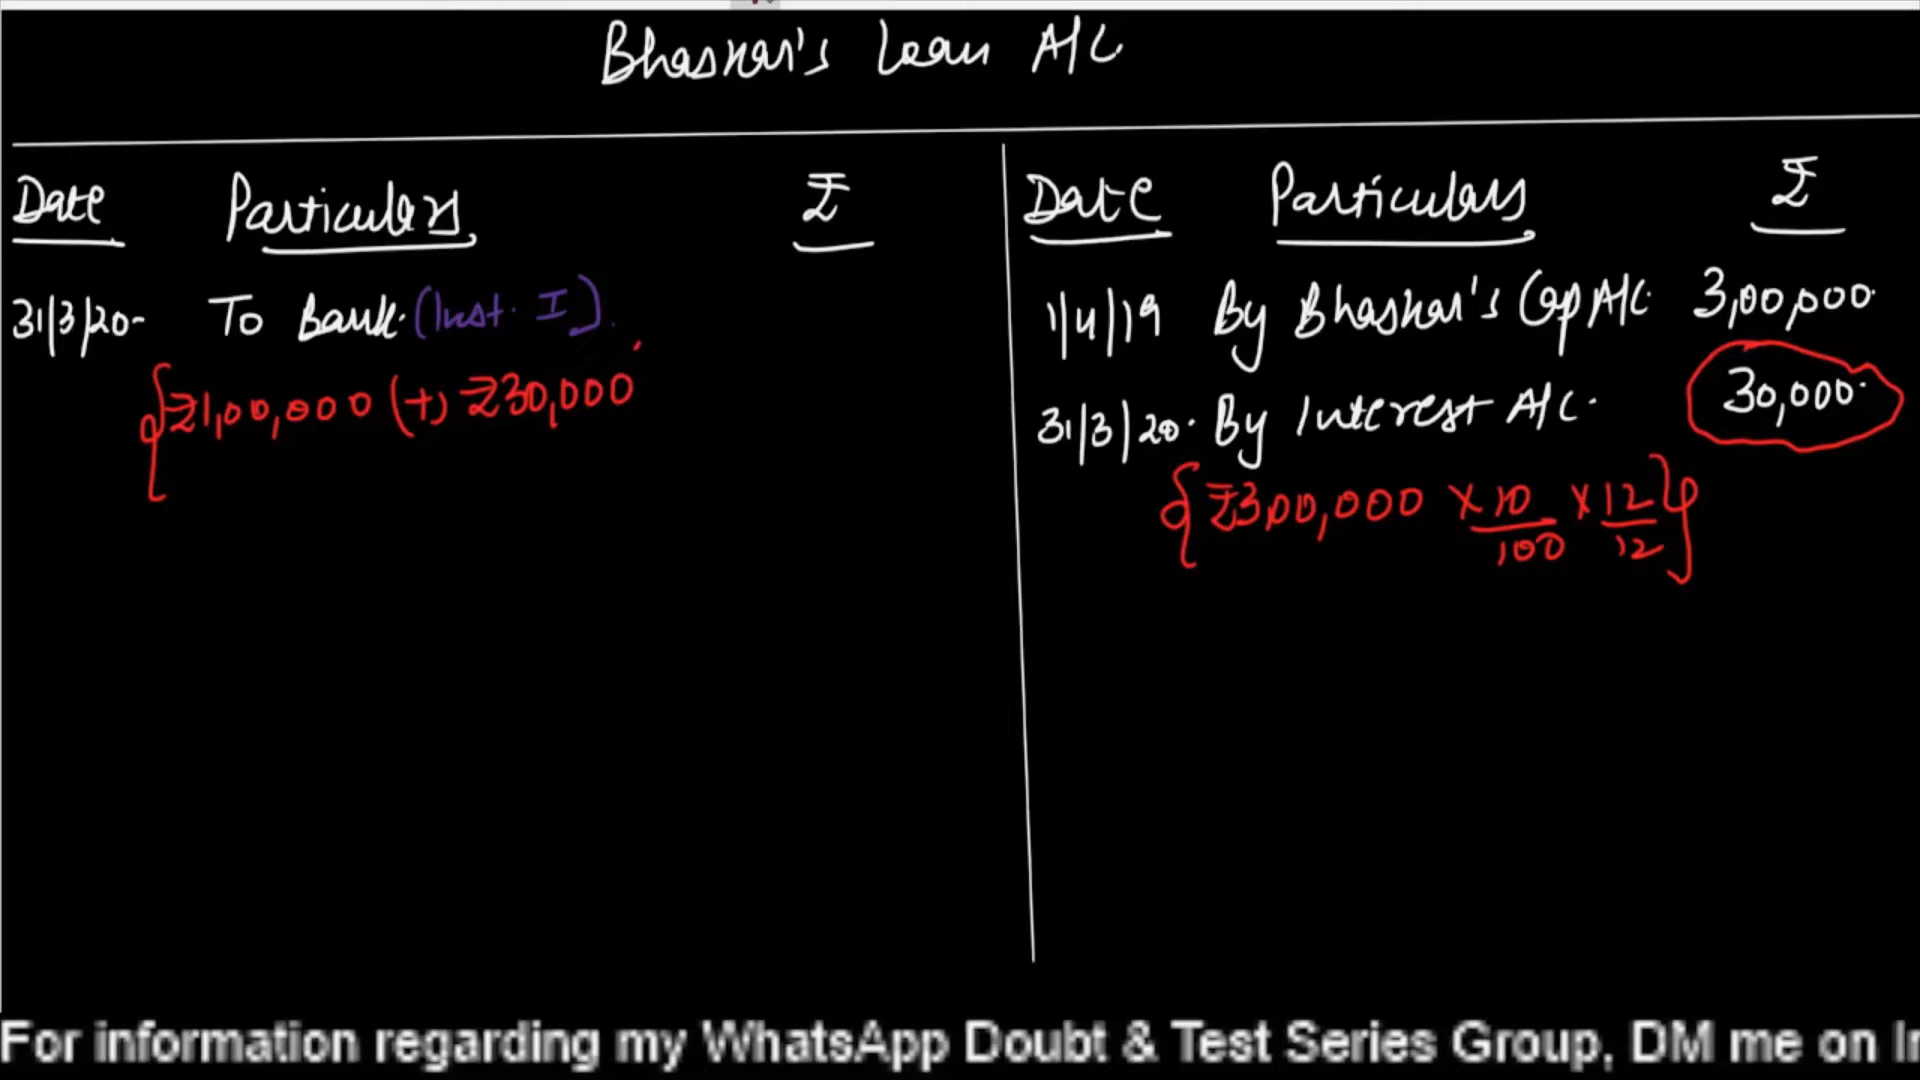 Bhaskar's Loan A/C
Date Particulars ₹
31/3/20 To Bank (Inst. I)
{₹1,00,000 (+) ₹30,000
Date Particulars ₹
1/4/19 By Bhaskar's Cap A/C 3,00,000
31/3/20 By Interest A/C 30,000
{₹3,00,000 × 10/100 × 12/12}
For information regarding my WhatsApp Doubt & Test Series Group, DM me on